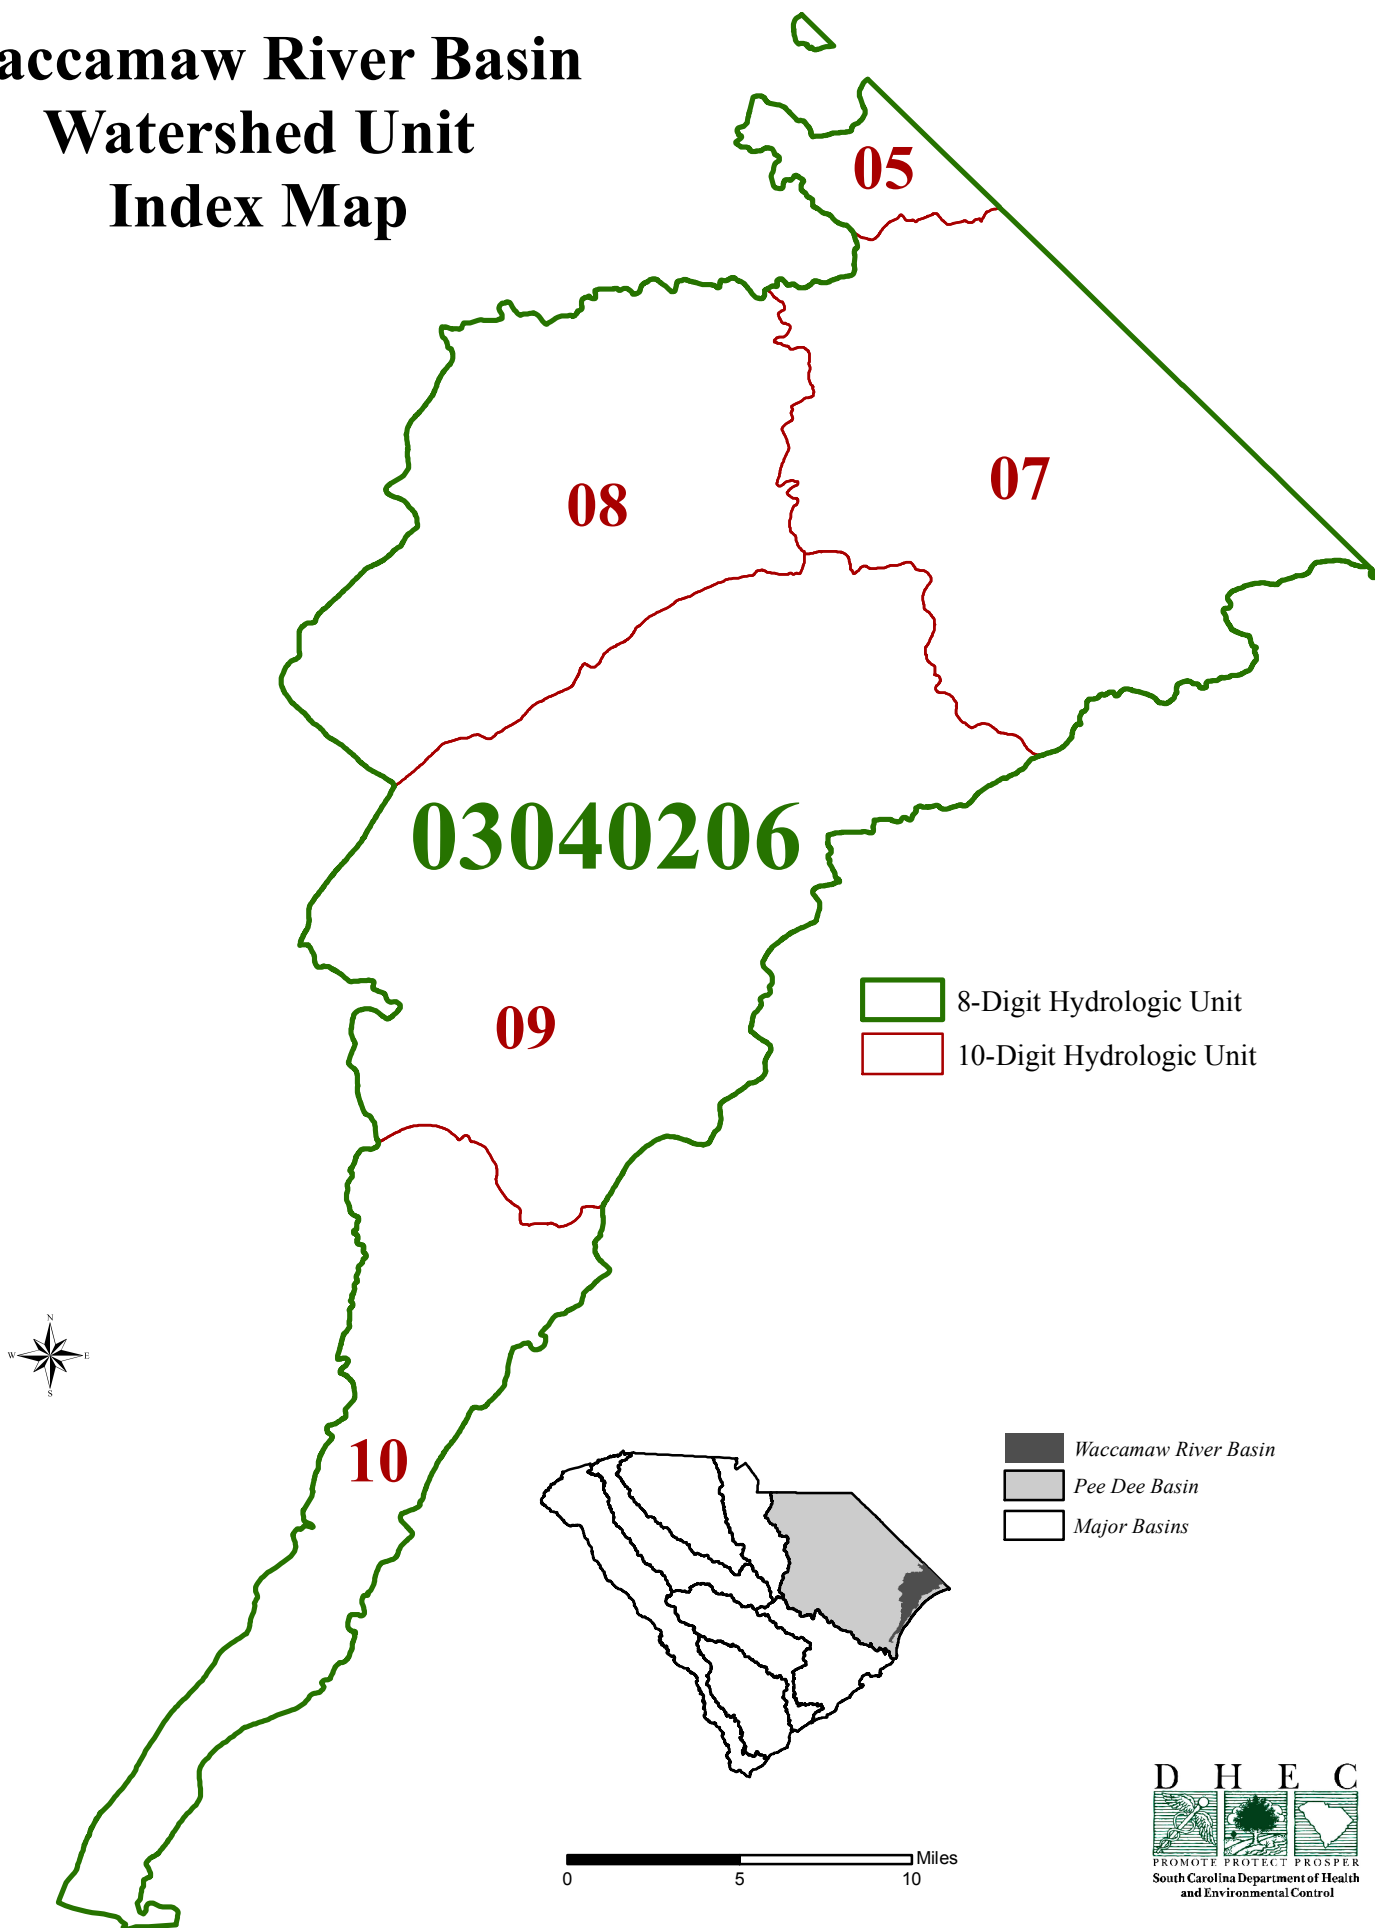 accamaw River Basin
Watershed Unit
Index Map
05
07
08
03040206
09
8-Digit Hydrologic Unit
10-Digit Hydrologic Unit
N
W E
S
10
Waccamaw River Basin
Pee Dee Basin
Major Basins
Miles
0 5 10
D H E C
PROMOTE PROTECT PROSPER
South Carolina Department of Health
and Environmental Control